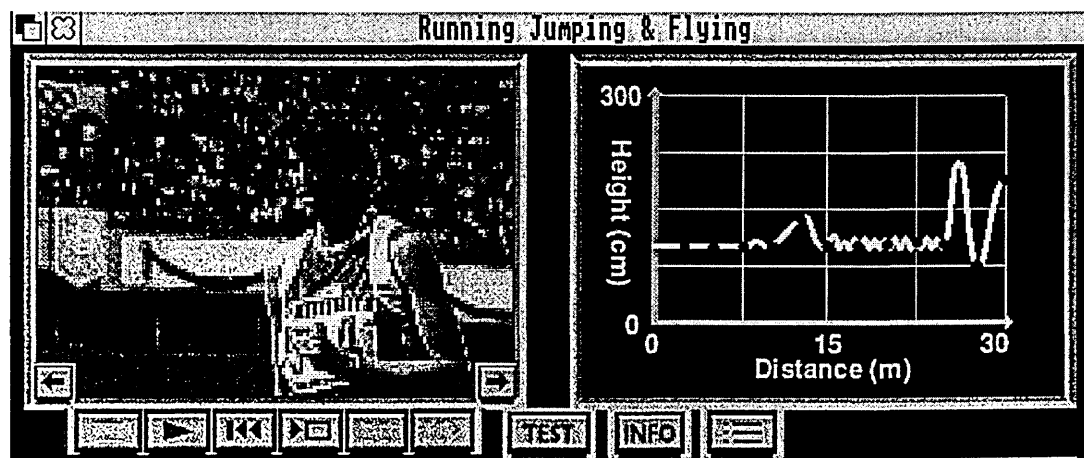 Running Jumping & Flying
300
Height (cm)
0
0 15 30
Distance (m)
TEST INFO